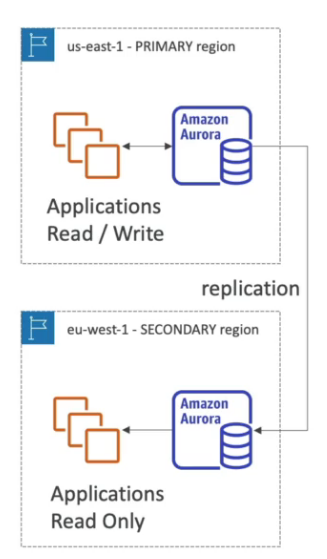 us-east-1 - PRIMARY region
Amazon
Aurora
Applications
Read / Write
replication
eu-west-1 - SECONDARY region
Amazon
Aurora
Applications
Read Only